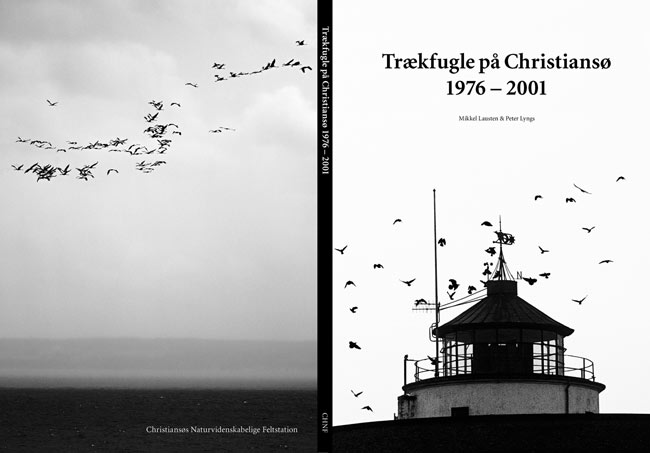 Trækfugle på Christiansø
1976 – 2001
Mikkel Lausten & Peter Lyngs
Trækfugle på Christiansø 1976 – 2001
CHNF
N
Christiansøs Naturvidenskabelige Feltstation